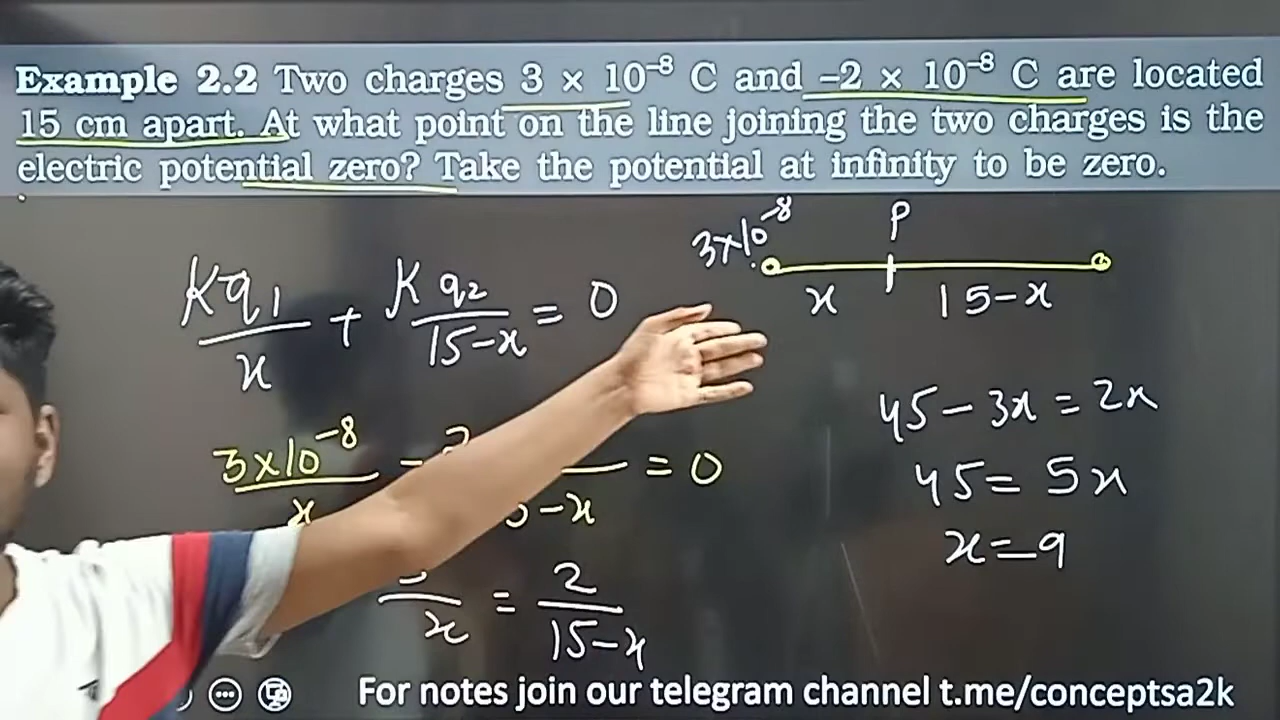 Example 2.2 Two charges 3 × 10⁻⁸ C and –2 × 10⁻⁸ C are located
15 cm apart. At what point on the line joining the two charges is the
electric potential zero? Take the potential at infinity to be zero.
3×10⁻⁸ P
x 15-x
Kq₁/x + Kq₂/15-x = 0
3×10⁻⁸/x - = 0
-x
45-3x = 2x
45 = 5x
x = 9
/x = 2/15-x
For notes join our telegram channel t.me/conceptsa2k